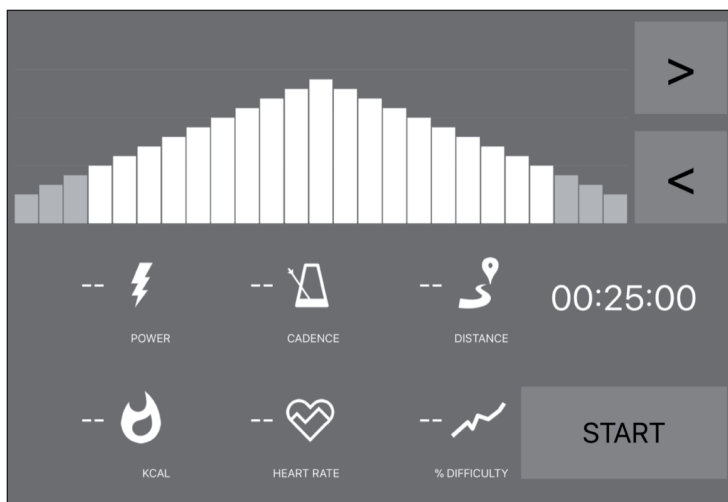 >
<
-- -- -- 00:25:00
POWER CADENCE DISTANCE
-- -- -- START
KCAL HEART RATE % DIFFICULTY